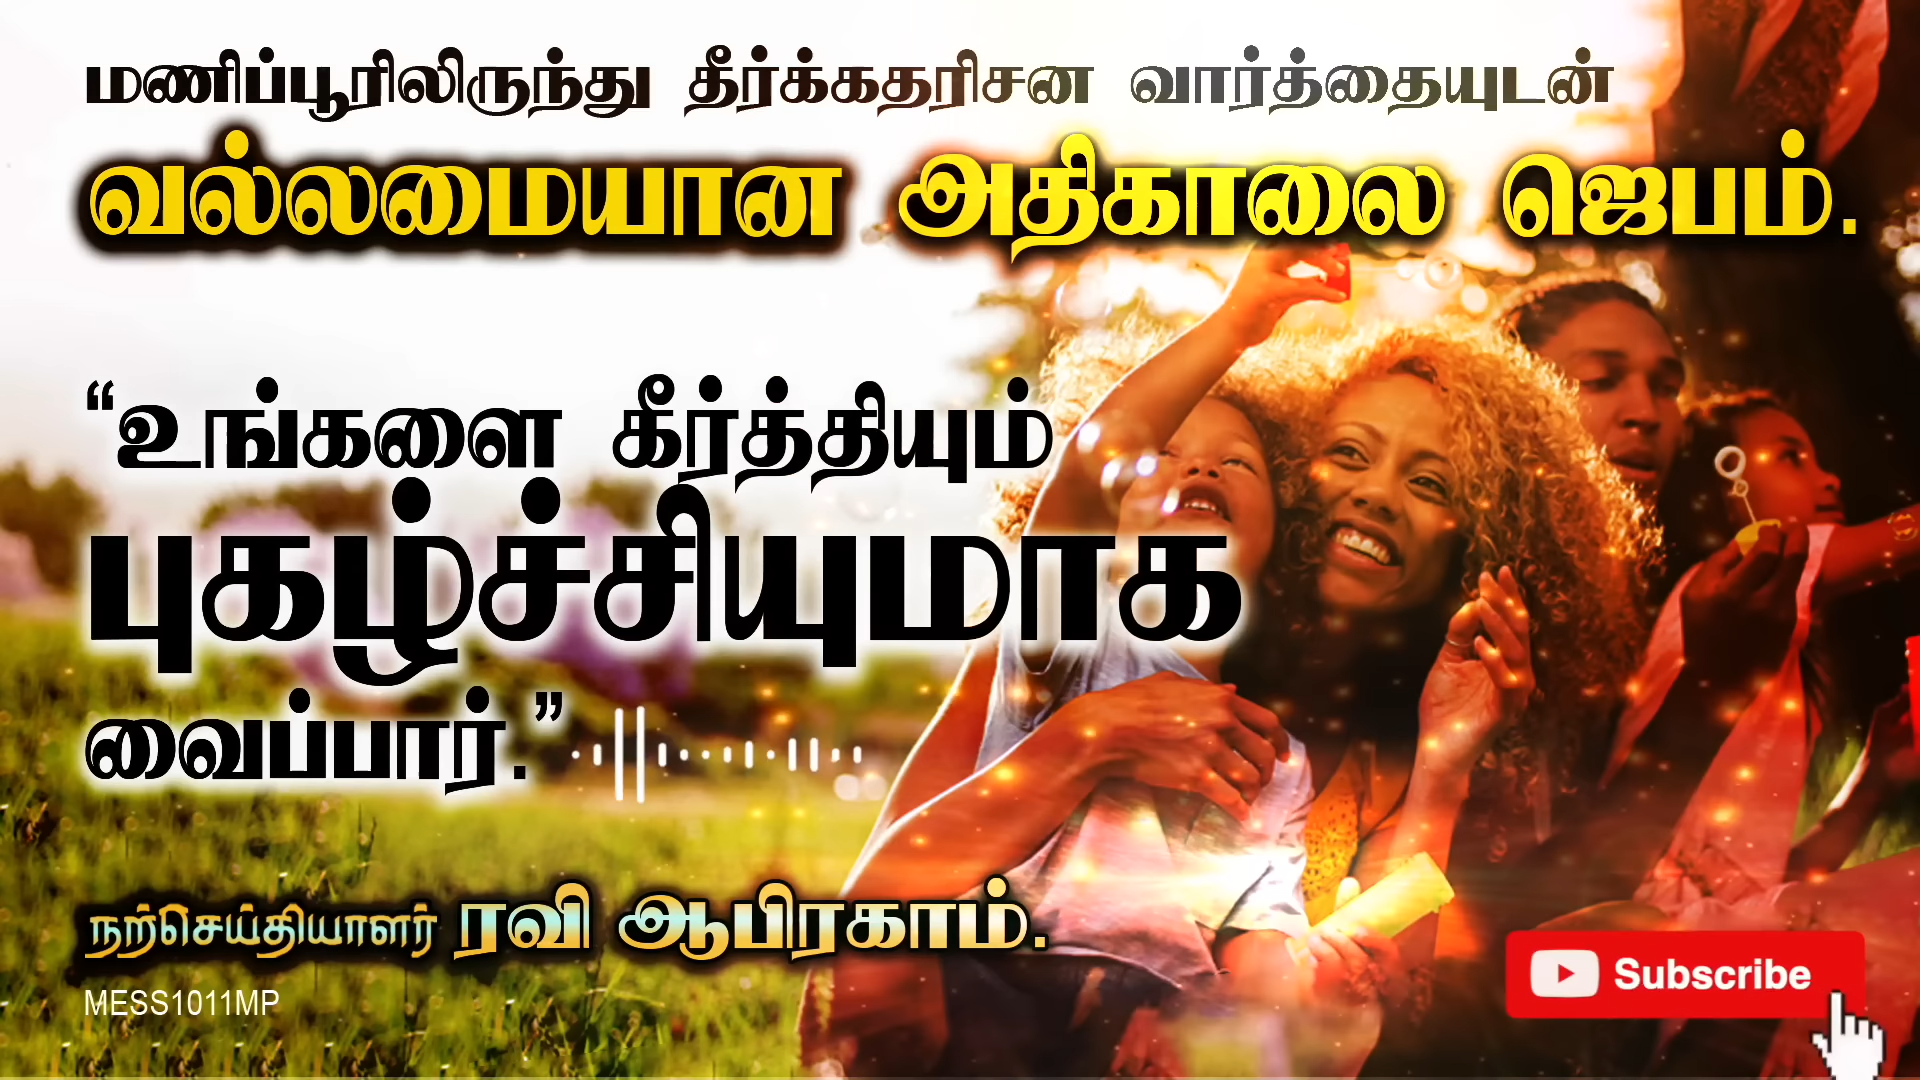 மணிப்பூரிலிருந்து தீர்க்கதரிசன வார்த்தையுடன்
வல்லமையான அதிகாலை ஜெபம்.
“உங்களை கீர்த்தியும்
புகழ்ச்சியுமாக
வைப்பார்.”
நற்செய்தியாளர் ரவி ஆபிரகாம்.
MESS1011MP
Subscribe